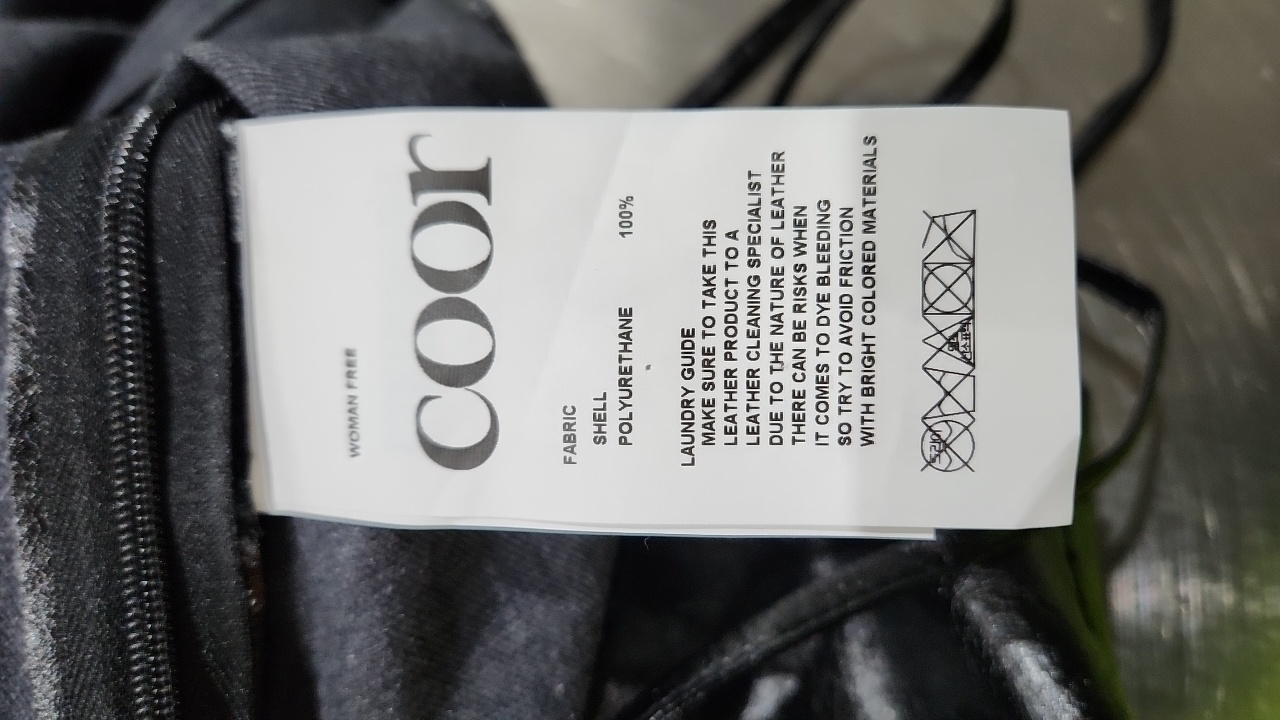 WOMAN FREE
coor
FABRIC
SHELL
POLYURETHANE 100%
LAUNDRY GUIDE
MAKE SURE TO TAKE THIS
LEATHER PRODUCT TO A
LEATHER CLEANING SPECIALIST
DUE TO THE NATURE OF LEATHER
THERE CAN BE RISKS WHEN
IT COMES TO DYE BLEEDING
SO TRY TO AVOID FRICTION
WITH BRIGHT COLORED MATERIALS